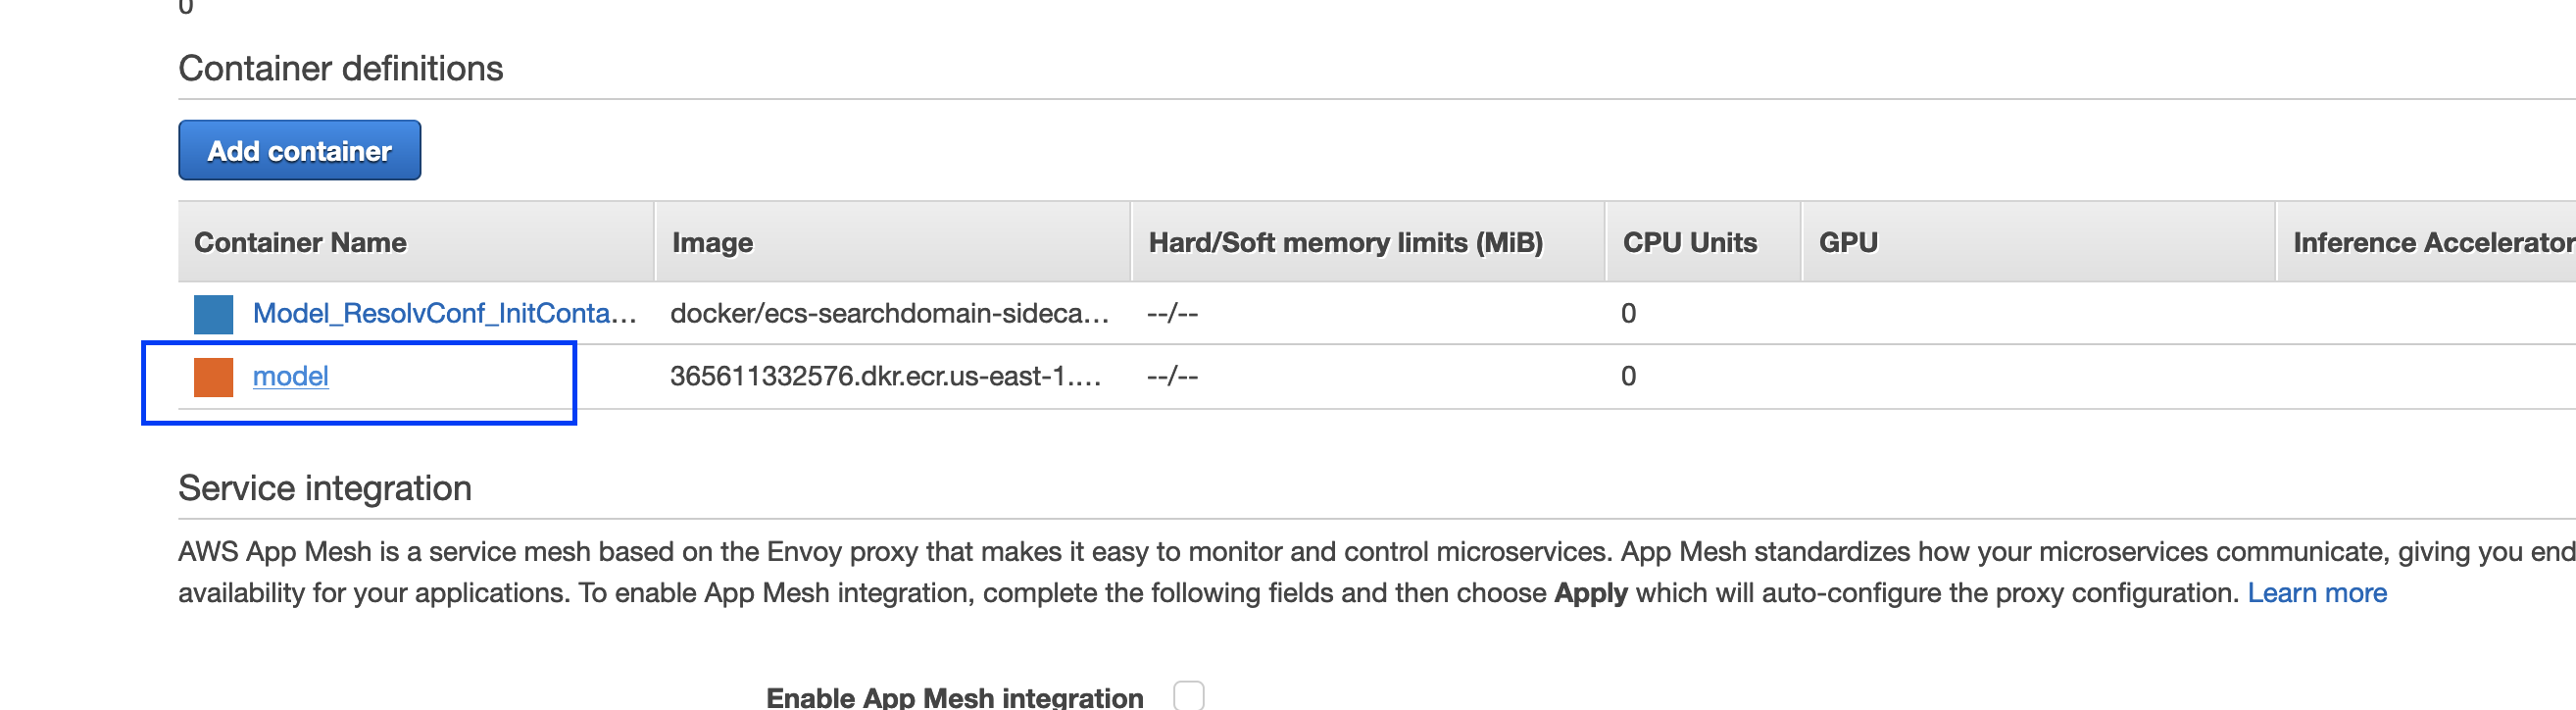 0
Container definitions
Add container
Container Name Image Hard/Soft memory limits (MiB) CPU Units GPU Inference Accelerator
Model_ResolvConf_InitConta... docker/ecs-searchdomain-sideca... --/-- 0
model 365611332576.dkr.ecr.us-east-1.... --/-- 0
Service integration
AWS App Mesh is a service mesh based on the Envoy proxy that makes it easy to monitor and control microservices. App Mesh standardizes how your microservices communicate, giving you end
availability for your applications. To enable App Mesh integration, complete the following fields and then choose Apply which will auto-configure the proxy configuration. Learn more
Enable App Mesh integration